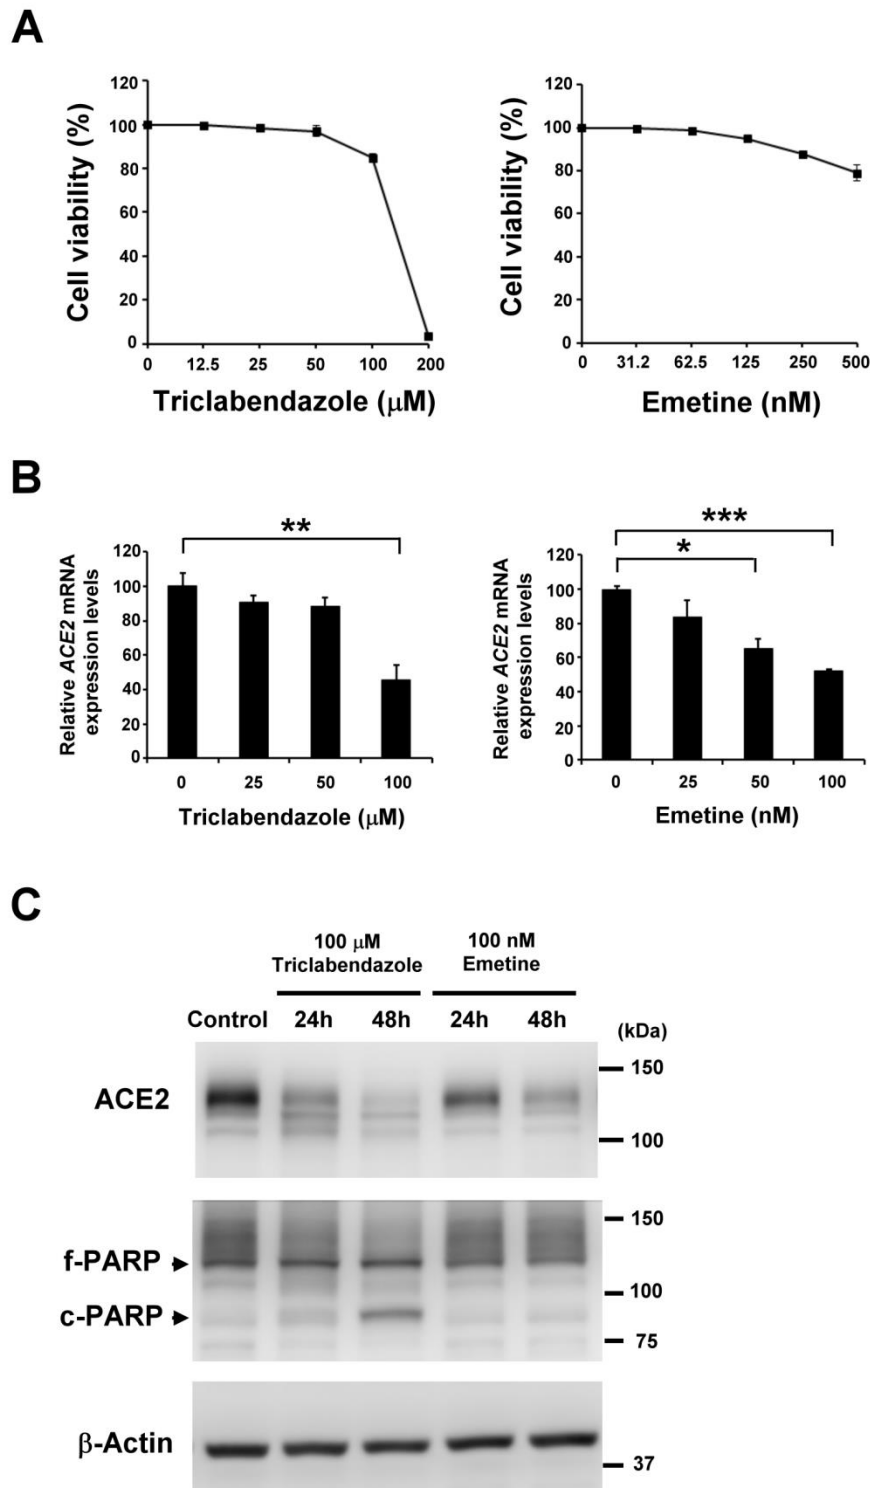 A
120
100
80
60
40
20
0
Cell viability (%)
0 12.5 25 50 100 200
Triclabendazole (μM)
120
100
80
60
40
20
0
Cell viability (%)
0 31.2 62.5 125 250 500
Emetine (nM)
B
**
120
100
80
60
40
20
0
Relative ACE2 mRNA
expression levels
0 25 50 100
Triclabendazole (μM)
***
*
120
100
80
60
40
20
0
Relative ACE2 mRNA
expression levels
0 25 50 100
Emetine (nM)
C
100 μM
Triclabendazole
100 nM
Emetine
Control 24h 48h 24h 48h (kDa)
ACE2
150
100
f-PARP
c-PARP
150
100
75
β-Actin
37